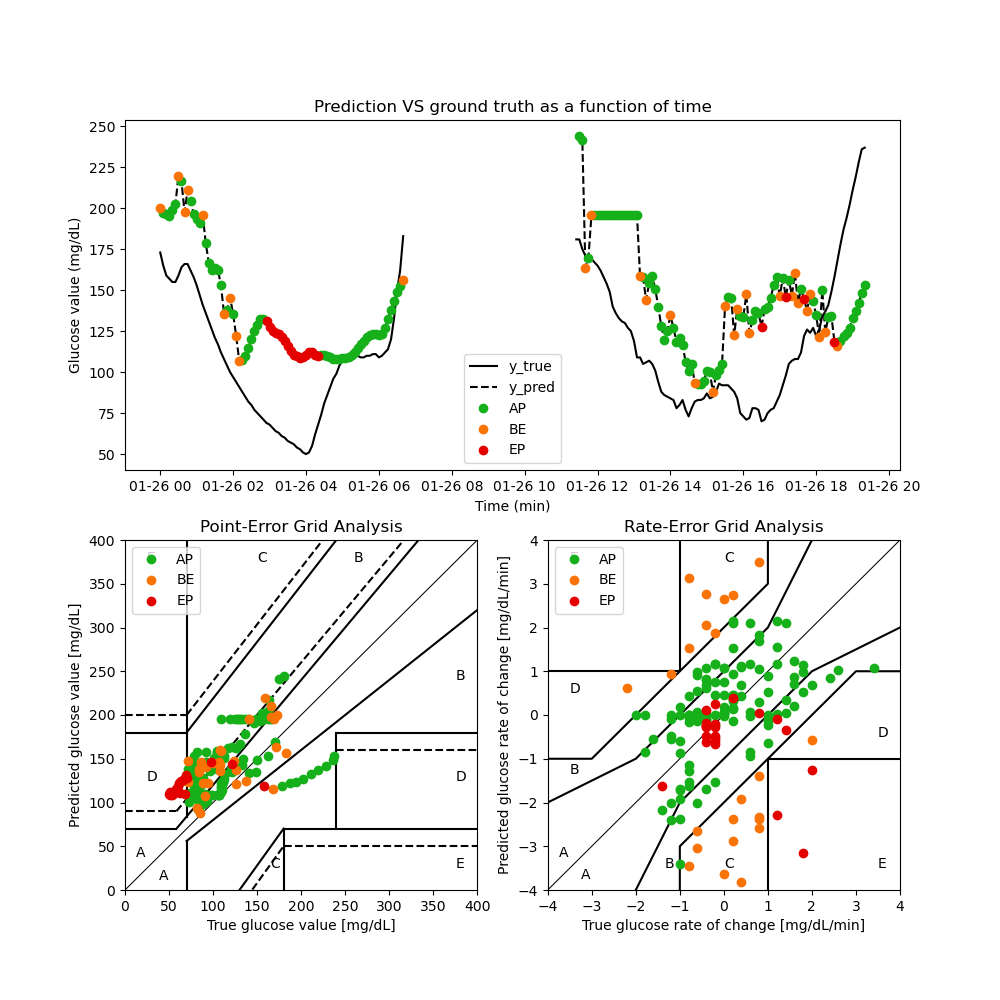 Prediction VS ground truth as a function of time
Glucose value (mg/dL)
250
225
200
175
150
125
100
75
50
y_true
y_pred
AP
BE
EP
01-26 00 01-26 02 01-26 04 01-26 06 01-26 08 01-26 10 01-26 12 01-26 14 01-26 16 01-26 18 01-26 20
Time (min)
Point-Error Grid Analysis
Predicted glucose value [mg/dL]
400
350
300
250
200
150
100
50
0
AP
BE
EP
C
B
B
D
D
A
A
C
E
0 50 100 150 200 250 300 350 400
True glucose value [mg/dL]
Rate-Error Grid Analysis
Predicted glucose rate of change [mg/dL/min]
4
3
2
1
0
−1
−2
−3
−4
AP
BE
EP
C
D
D
B
A
A
B
C
E
−4 −3 −2 −1 0 1 2 3 4
True glucose rate of change [mg/dL/min]